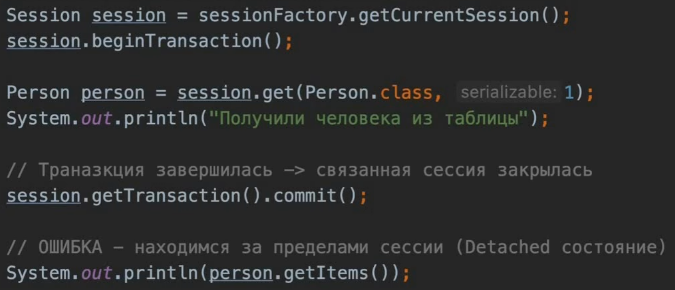 Session session = sessionFactory.getCurrentSession();
session.beginTransaction();
Person person = session.get(Person.class, serializable: 1);
System.out.println("Получили человека из таблицы");
// Траназкция завершилась -> связанная сессия закрылась
session.getTransaction().commit();
// ОШИБКА - находимся за пределами сессии (Detached состояние)
System.out.println(person.getItems());